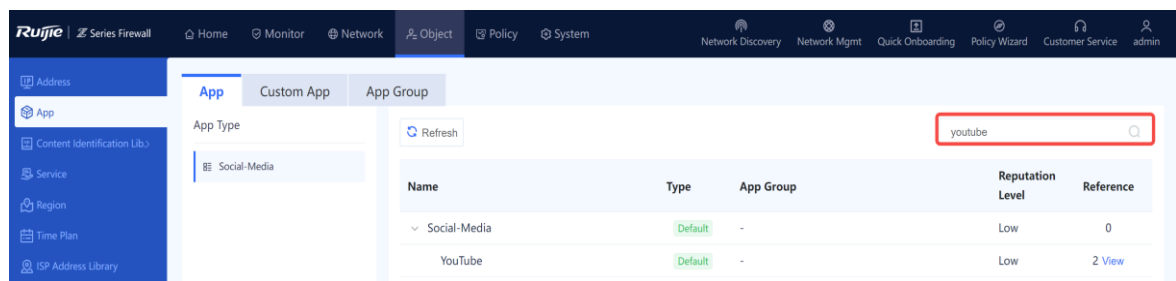 Ruijie | Z Series Firewall
Home Monitor Network Object Policy System
Network Discovery Network Mgmt Quick Onboarding Policy Wizard Customer Service admin
Address
App
Content Identification Lib
Service
Region
Time Plan
ISP Address Library
App Custom App App Group
App Type
Social-Media
Refresh
youtube
Name Type App Group Reputation Level Reference
Social-Media Default - Low 0
YouTube Default - Low 2 View